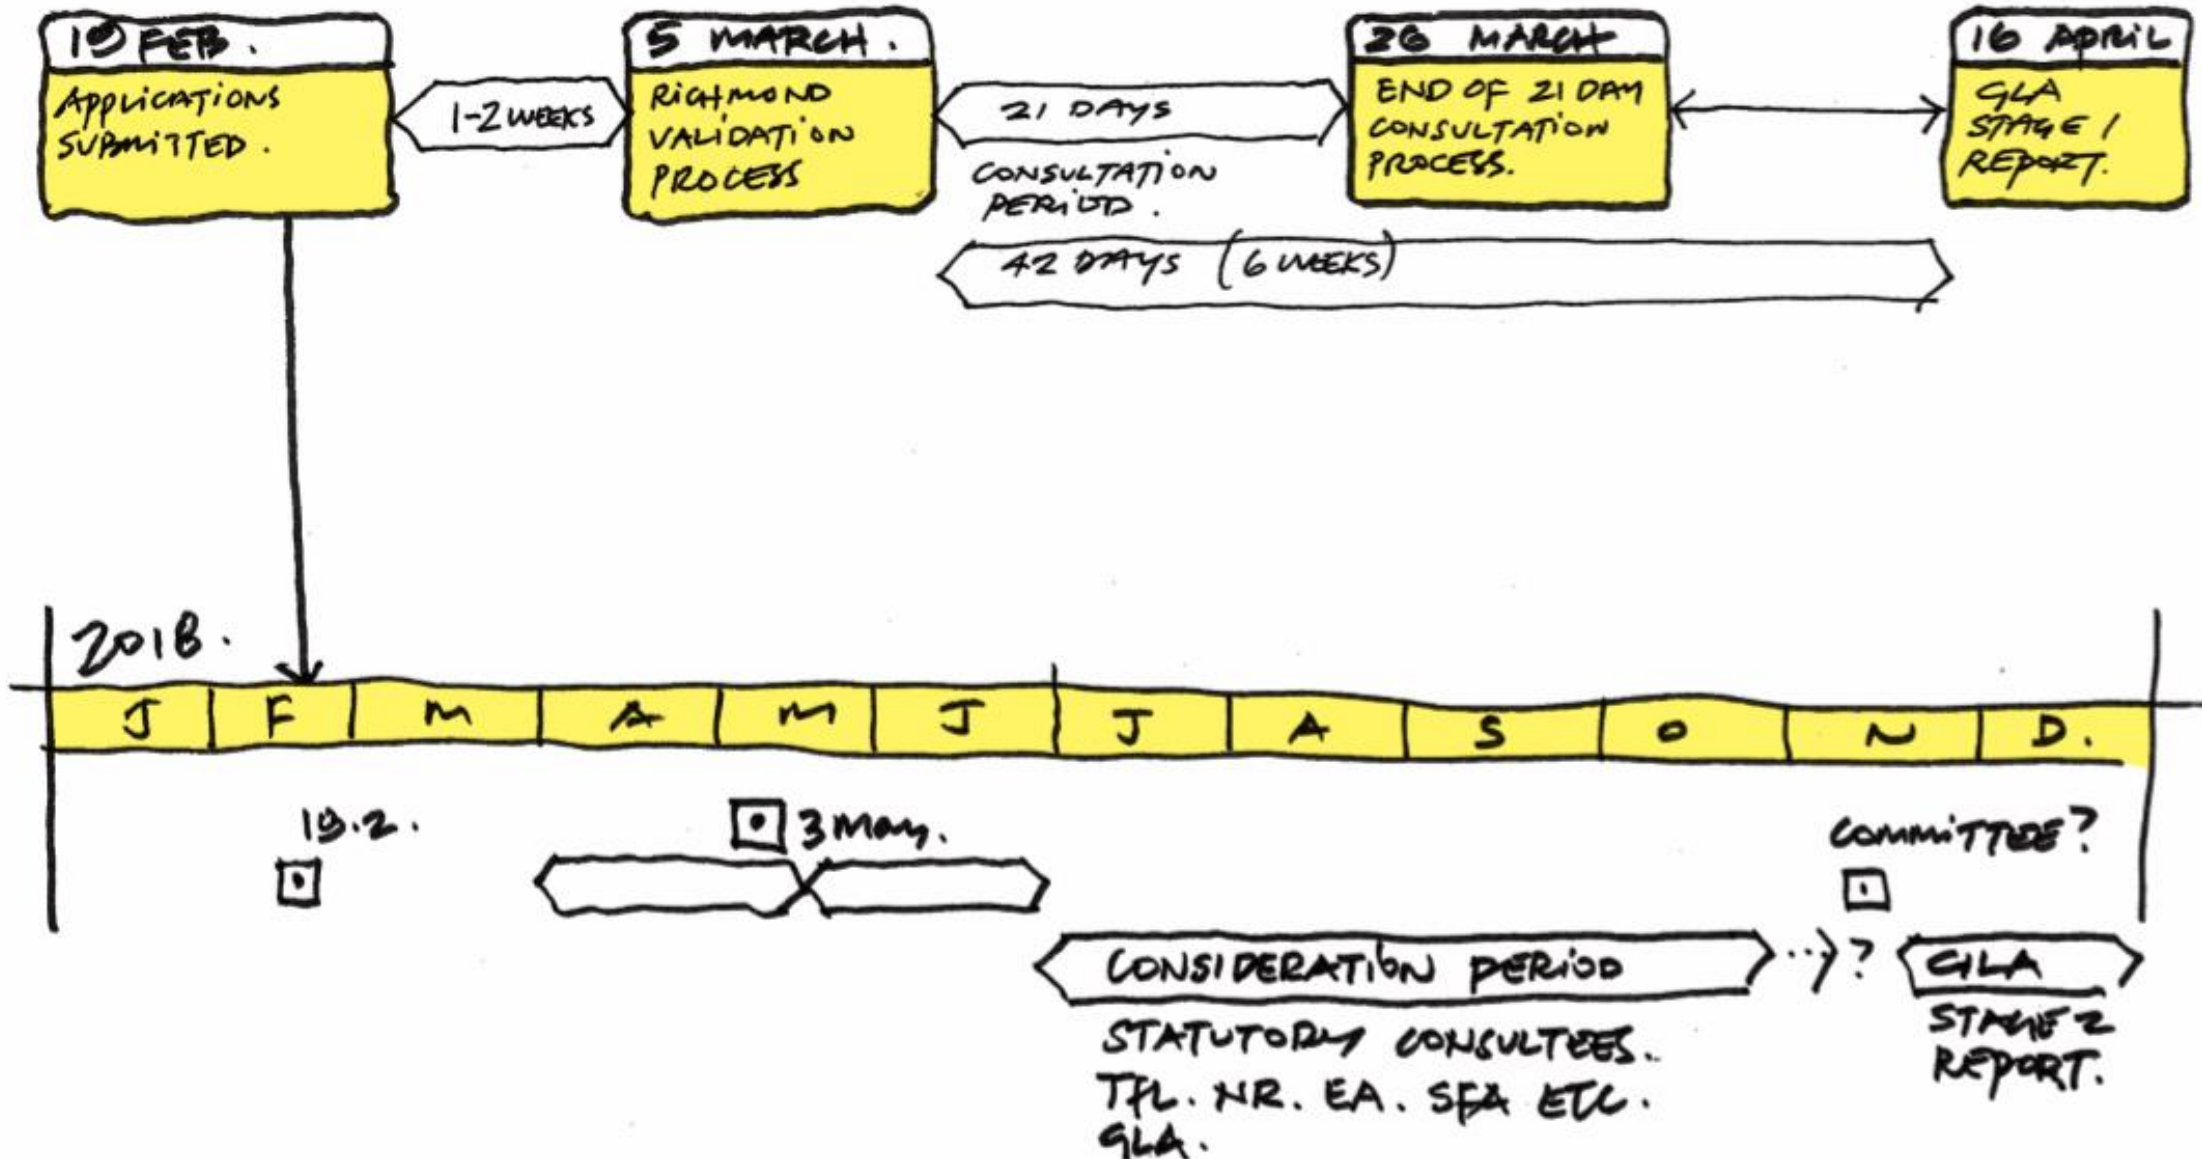 19 FEB.
APPLICATIONS
SUBMITTED.
1-2 WEEKS
5 MARCH.
RICHMOND
VALIDATION
PROCESS
21 DAYS
CONSULTATION
PERIOD.
26 MARCH
END OF 21 DAY
CONSULTATION
PROCESS.
16 APRIL
GLA
STAGE 1
REPORT.
42 DAYS (6 WEEKS)
2018.
J F M A M J J A S O N D.
19.2.
3 May.
COMMITTEE?
CONSIDERATION PERIOD
?
GLA
STAGE 2
REPORT.
STATUTORY CONSULTEES.
TFL. NR. EA. SFA ETC.
GLA.